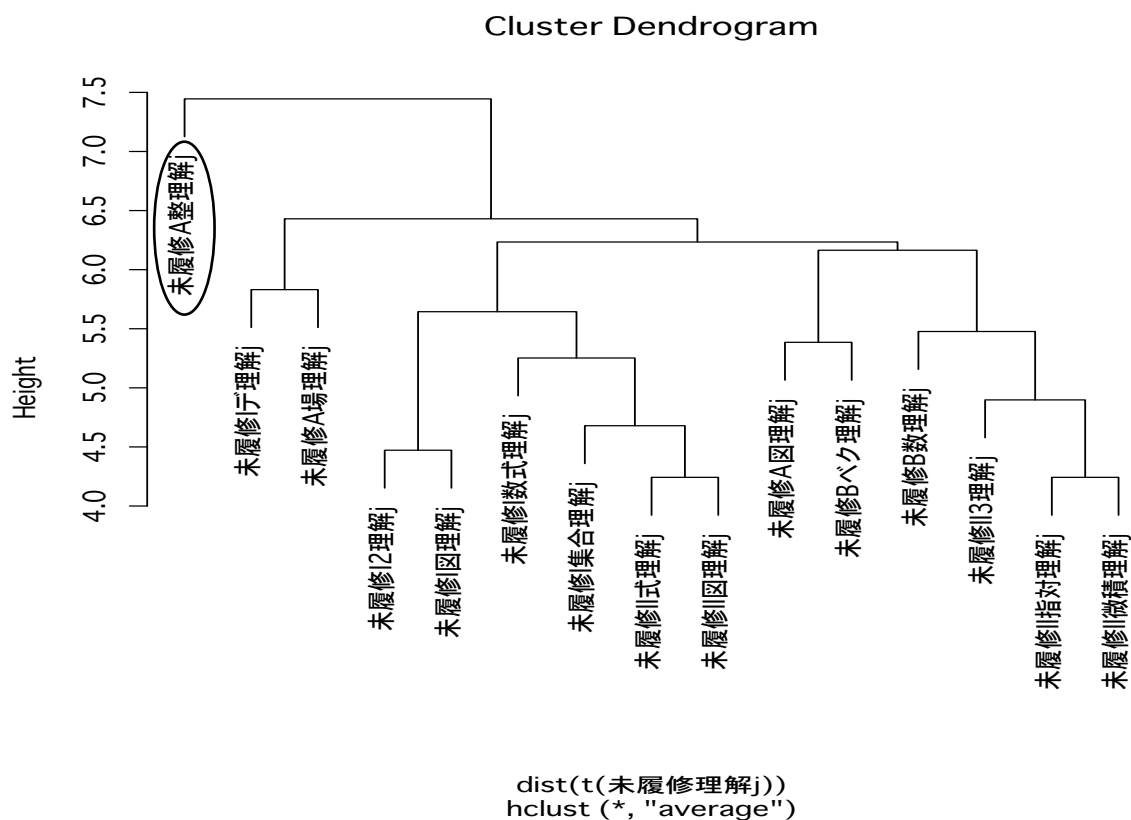 Cluster Dendrogram
Height
7.5
7.0
6.5
6.0
5.5
5.0
4.5
4.0
未履修A整理解j
未履修Iデ理解j
未履修A場理解j
未履修I2理解j
未履修I図理解j
未履修I数式理解j
未履修I集合理解j
未履修II式理解j
未履修II図理解j
未履修A図理解j
未履修Bベク理解j
未履修B数理解j
未履修II3理解j
未履修II指対理解j
未履修II微積理解j
dist(t(未履修理解j))
hclust (*, "average")